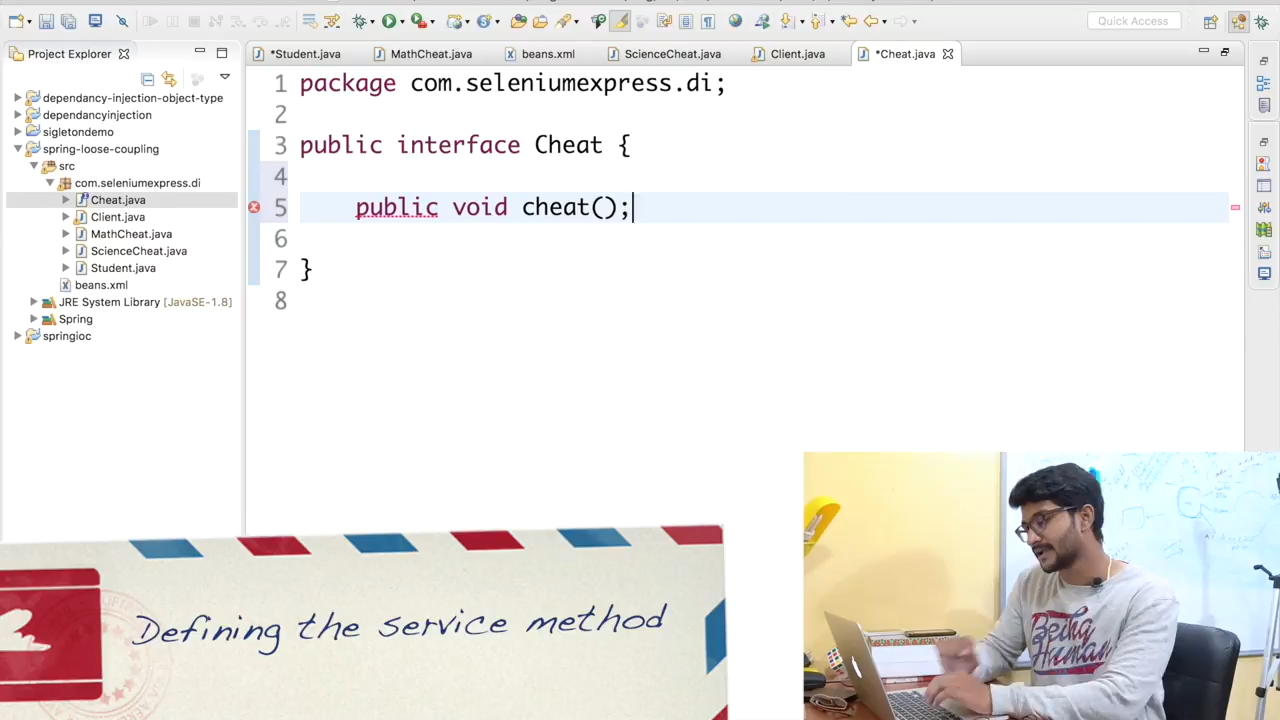 Quick Access
Project Explorer
*Student.java
MathCheat.java
beans.xml
ScienceCheat.java
Client.java
*Cheat.java
dependancy-injection-object-type
dependancyinjection
sigletondemo
spring-loose-coupling
src
com.seleniumexpress.di
Cheat.java
Client.java
MathCheat.java
ScienceCheat.java
Student.java
beans.xml
JRE System Library [JavaSE-1.8]
Spring
springioc
1 package com.seleniumexpress.di;
2
3 public interface Cheat {
4
5 public void cheat();
6
7 }
8
Defining the service method
Being
Human